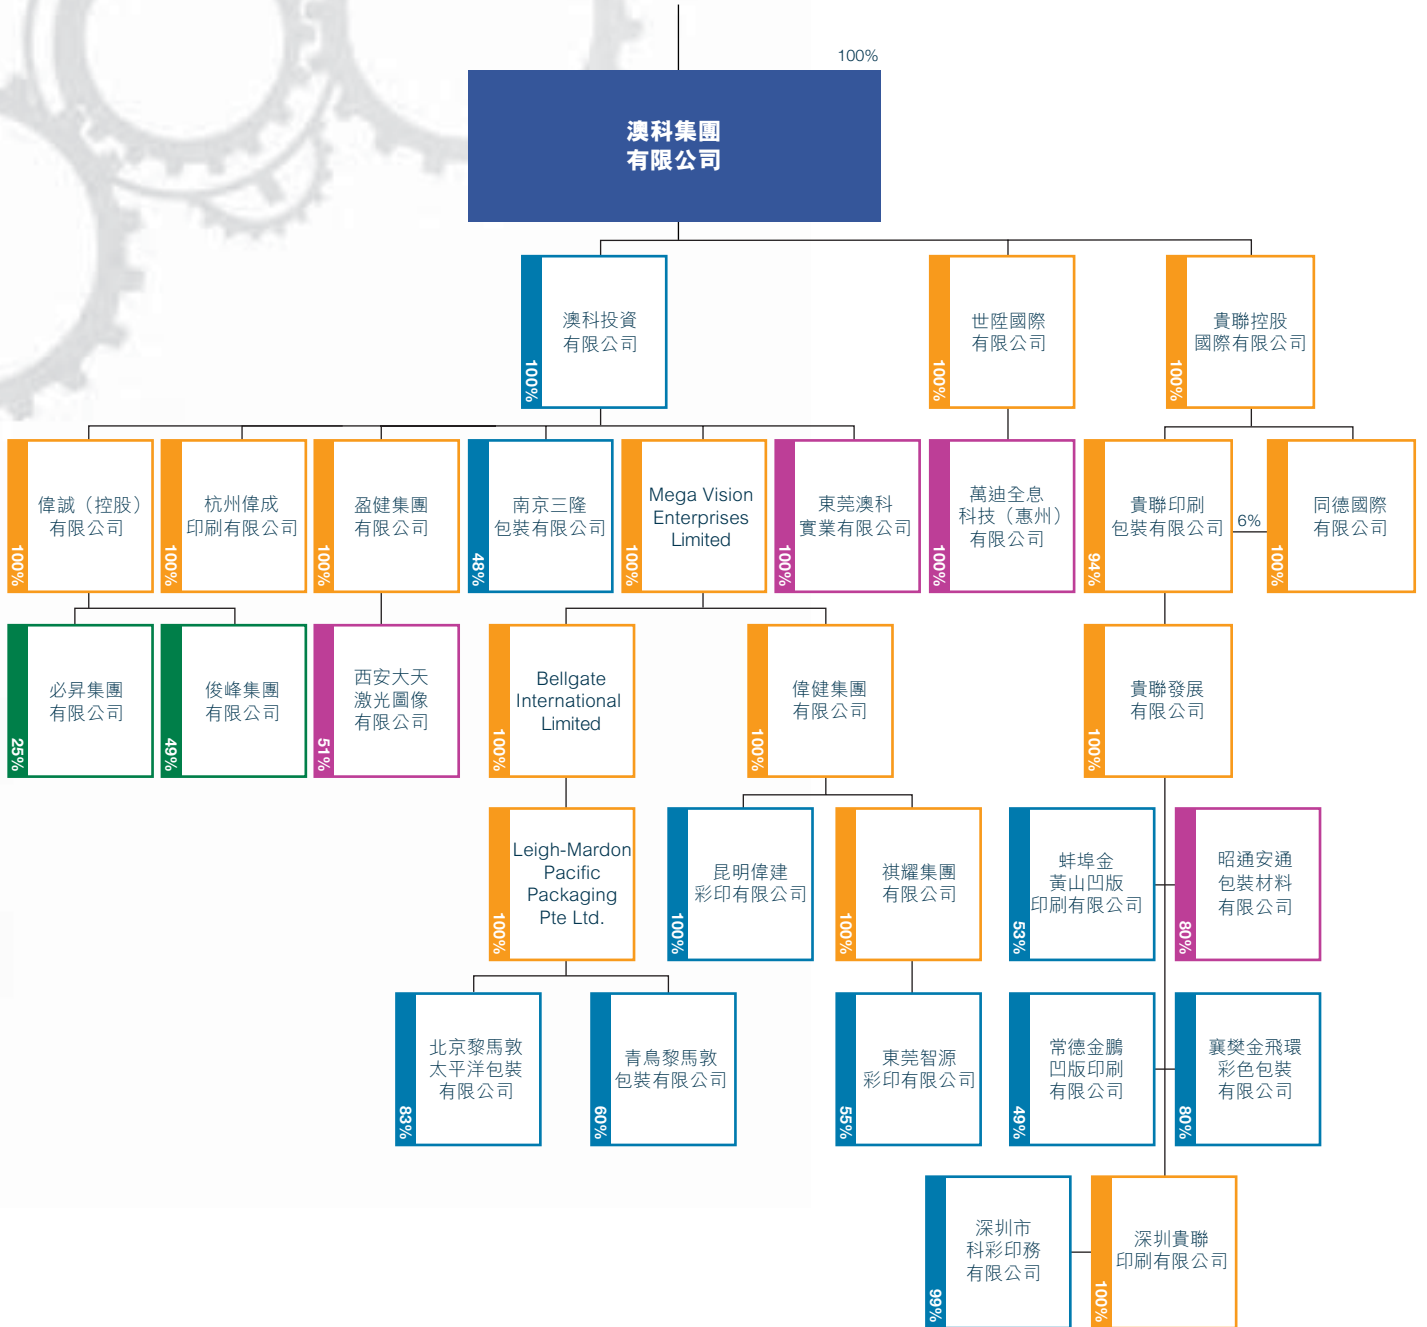 100%
澳科集團
有限公司
澳科投資
有限公司
100%
世陞國際
有限公司
100%
貴聯控股
國際有限公司
100%
偉誠（控股）
有限公司
100%
杭州偉成
印刷有限公司
100%
盈健集團
有限公司
100%
南京三隆
包裝有限公司
48%
Mega Vision
Enterprises
Limited
100%
東莞澳科
實業有限公司
100%
萬迪全息
科技（惠州）
有限公司
100%
貴聯印刷
包裝有限公司
94%
6%
同德國際
有限公司
100%
必昇集團
有限公司
25%
俊峰集團
有限公司
49%
西安大天
激光圖像
有限公司
51%
Bellgate
International
Limited
100%
偉健集團
有限公司
100%
貴聯發展
有限公司
100%
Leigh-Mardon
Pacific
Packaging
Pte Ltd.
100%
昆明偉建
彩印有限公司
100%
祺耀集團
有限公司
100%
蚌埠金
黃山凹版
印刷有限公司
53%
昭通安通
包裝材料
有限公司
80%
北京黎馬敦
太平洋包裝
有限公司
83%
青鳥黎馬敦
包裝有限公司
60%
東莞智源
彩印有限公司
55%
常德金鵬
凹版印刷
有限公司
49%
襄樊金飛環
彩色包裝
有限公司
80%
深圳市
科彩印務
有限公司
99%
深圳貴聯
印刷有限公司
100%